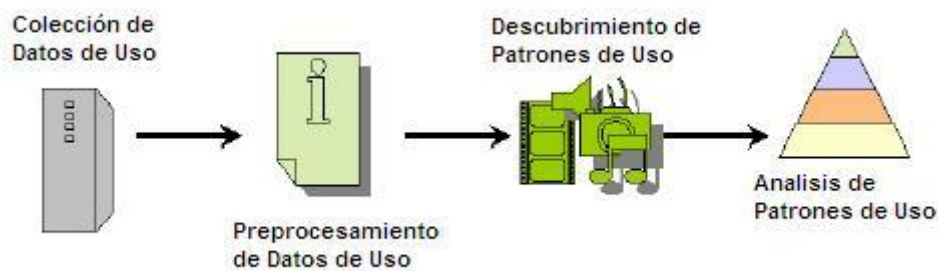 Colección de
Datos de Uso
Preprocesamiento
de Datos de Uso
Descubrimiento de
Patrones de Uso
Analisis de
Patrones de Uso